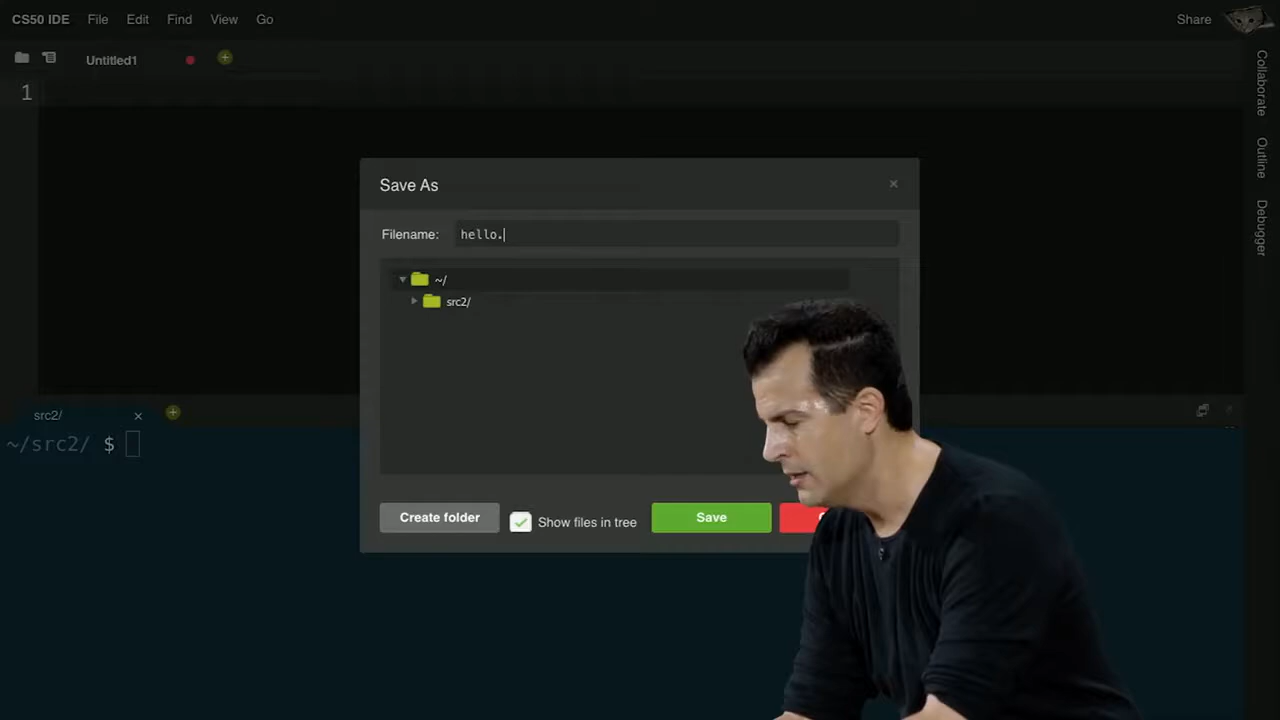 CS50 IDE File Edit Find View Go Share
Untitled1
1
Collaborate
Outline
Debugger
Save As
Filename: hello.
~/
src2/
Create folder
Show files in tree
Save
src2/
~/src2/ $